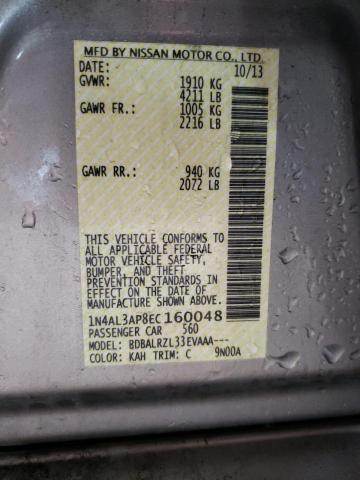 MFD BY NISSAN MOTOR CO., LTD.
DATE: 10/13
GVWR: 1910 KG
4211 LB
GAWR FR.: 1005 KG
2216 LB
GAWR RR.: 940 KG
2072 LB
THIS VEHICLE CONFORMS TO
ALL APPLICABLE FEDERAL
MOTOR VEHICLE SAFETY,
BUMPER, AND THEFT
PREVENTION STANDARDS
IN EFFECT ON THE DATE OF
MANUFACTURE SHOWN ABOVE.
1N4AL3AP8EC160048
PASSENGER CAR 560
MODEL: BDBALRZL33EVAAA---
COLOR: KAH TRIM: C 9N00A